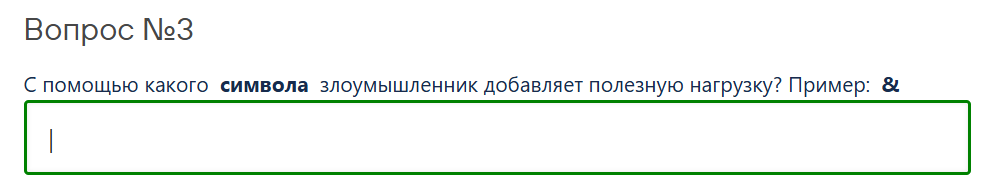 Вопрос №3
С помощью какого символа злоумышленник добавляет полезную нагрузку? Пример: &
|